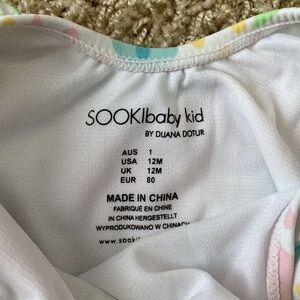 SOOKIbaby kid
BY DIJANA DOTUR
AUS 1
USA 12M
UK 12M
EUR 80
MADE IN CHINA
FABRIQUÉ EN CHINE
IN CHINA HERGESTELLT
WYPRODUKOWANO W CHINACH